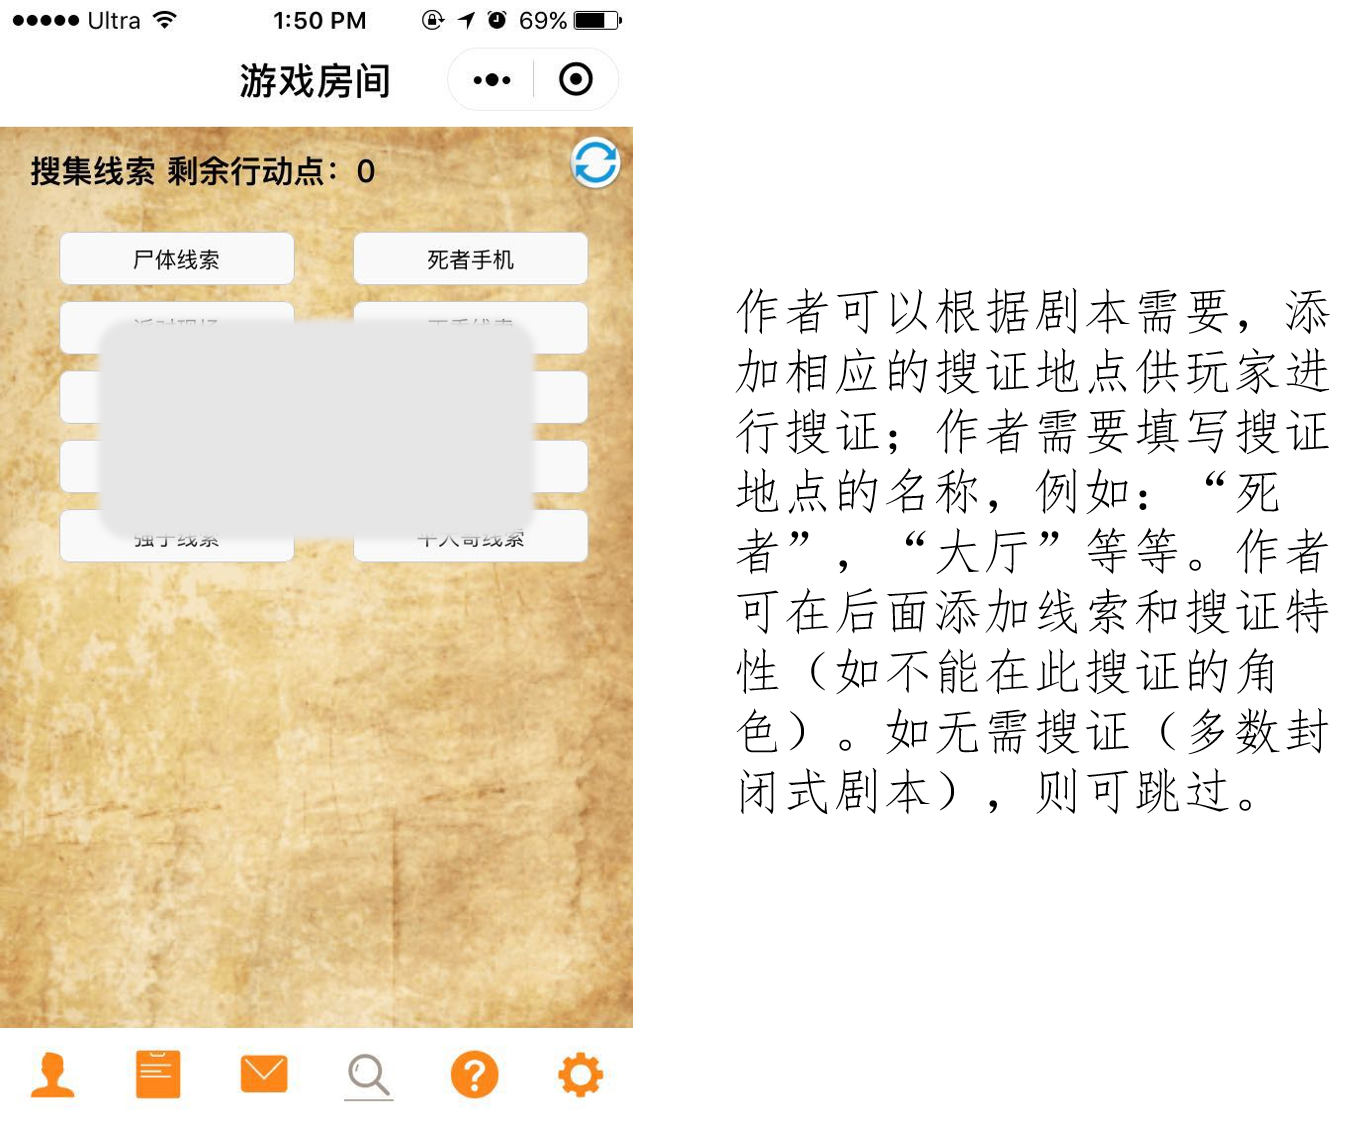 Ultra 1:50 PM 69%
游戏房间
搜集线索 剩余行动点：0
尸体线索 死者手机
强子线索
作者可以根据剧本需要，添
加相应的搜证地点供玩家进
行搜证；作者需要填写搜证
地点的名称，例如：“死
者”，“大厅”等等。作者
可在后面添加线索和搜证特
性（如不能在此搜证的角
色）。如无需搜证（多数封
闭式剧本），则可跳过。